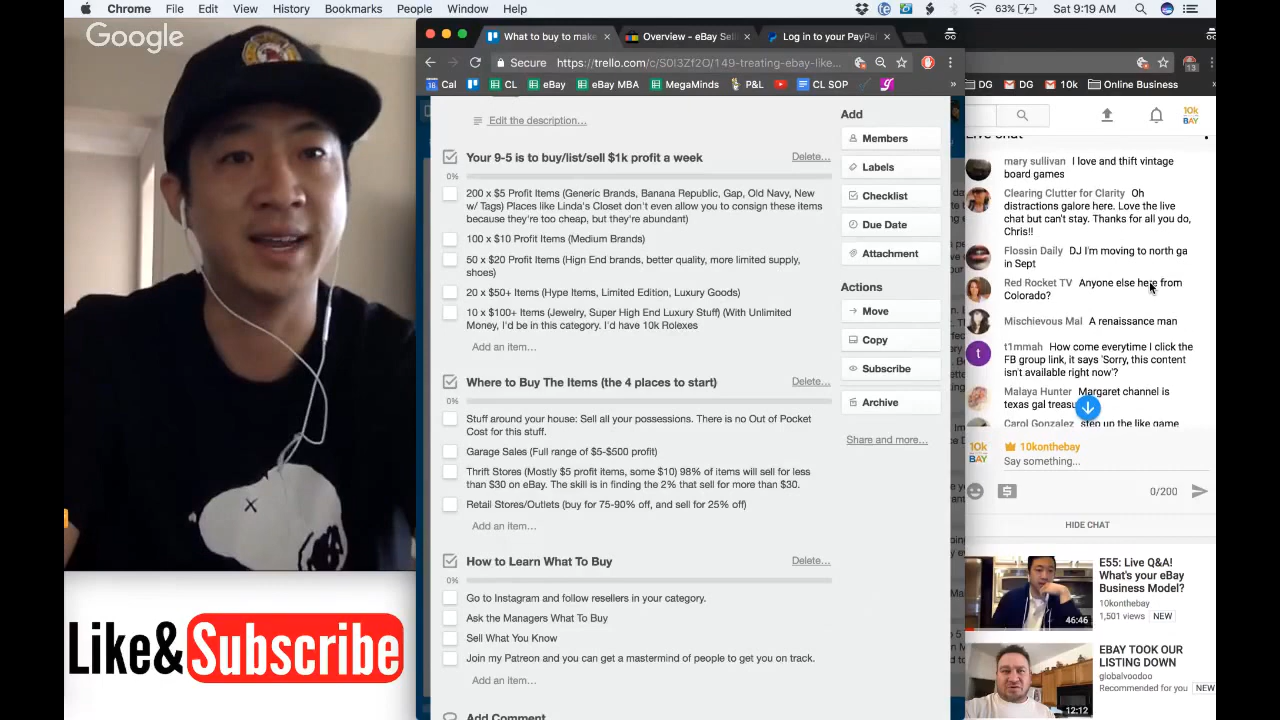 Chrome File Edit View History Bookmarks People Window Help
63% Sat 9:19 AM
Google
What to buy to make
Overview - eBay Sell
Log in to your PayPal
Secure https://trello.com/c/S0I3Zf2O/149-treating-ebay-like...
Cal CL eBay eBay MBA MegaMinds P&L CL SOP »
DG DG 10k Online Business
13
Edit the description…
Your 9-5 is to buy/list/sell $1k profit a week Delete…
0%
200 x $5 Profit Items (Generic Brands, Banana Republic, Gap, Old Navy, New
w/ Tags) Places like Linda's Closet don't even allow you to consign these items
because they're too cheap, but they're abundant)
100 x $10 Profit Items (Medium Brands)
50 x $20 Profit Items (Hign End brands, better quality, more limited supply,
shoes)
20 x $50+ Items (Hype Items, Limited Edition, Luxury Goods)
10 x $100+ Items (Jewelry, Super High End Luxury Stuff) (With Unlimited
Money, I'd be in this category. I'd have 10k Rolexes
Add an item…
Where to Buy The Items (the 4 places to start) Delete…
0%
Stuff around your house: Sell all your possessions. There is no Out of Pocket
Cost for this stuff.
Garage Sales (Full range of $5-$500 profit)
Thrift Stores (Mostly $5 profit items, some $10) 98% of items will sell for less
than $30 on eBay. The skill is in finding the 2% that sell for more than $30.
Retail Stores/Outlets (buy for 75-90% off, and sell for 25% off)
Add an item…
How to Learn What To Buy Delete…
0%
Go to Instagram and follow resellers in your category.
Ask the Managers What To Buy
Sell What You Know
Join my Patreon and you can get a mastermind of people to get you on track.
Add an item…
Add Comment
Add
Members
Labels
Checklist
Due Date
Attachment
Actions
Move
Copy
Subscribe
Archive
Share and more…
10k
BAY
Live chat
mary sullivan I love and thift vintage
board games
Clearing Clutter for Clarity Oh
distractions galore here. Love the
live chat but can't stay. Thanks for all you do,
Chris!!
Flossin Daily DJ I'm moving to north ga
in Sept
Red Rocket TV Anyone else here from
Colorado?
Mischievous Mal A renaissance man
t
t1mmah How come everytime I click the
FB group link, it says 'Sorry, this content
isn't available right now'?
Malaya Hunter Margaret channel is
texas gal treasu
Carol Gonzalez step up the like game
10k
BAY
10konthebay
Say something...
0/200
HIDE CHAT
E55: Live Q&A!
What's your eBay
Business Model?
10konthebay
1,501 views NEW
46:46
EBAY TOOK OUR
LISTING DOWN
globalvoodoo
Recommended for you NEW
12:12
Like&Subscribe